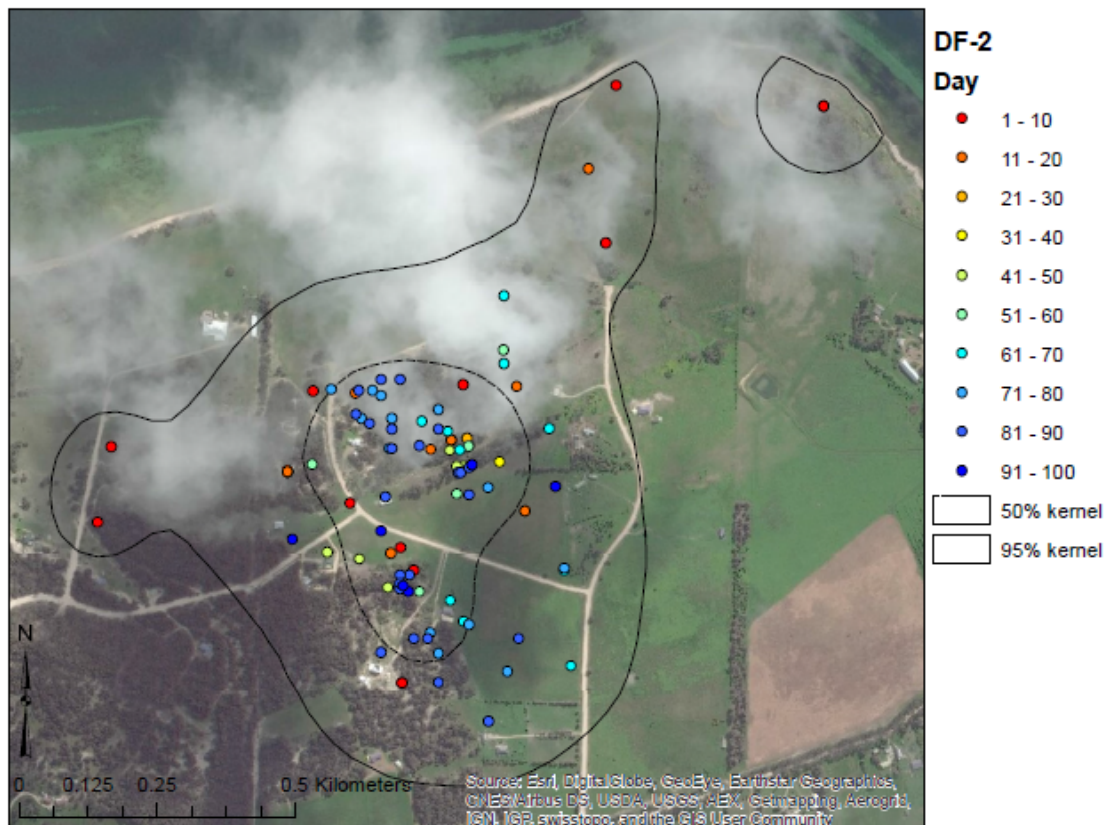 DF-2
Day
1 - 10
11 - 20
21 - 30
31 - 40
41 - 50
51 - 60
61 - 70
71 - 80
81 - 90
91 - 100
50% kernel
95% kernel
N
0 0.125 0.25 0.5 Kilometers
Source: Esri, DigitalGlobe, GeoEye, Earthstar Geographics,
CNES/Airbus DS, USDA, USGS, AEX, Getmapping, Aerogrid,
IGN, IGP, swisstopo, and the GIS User Community